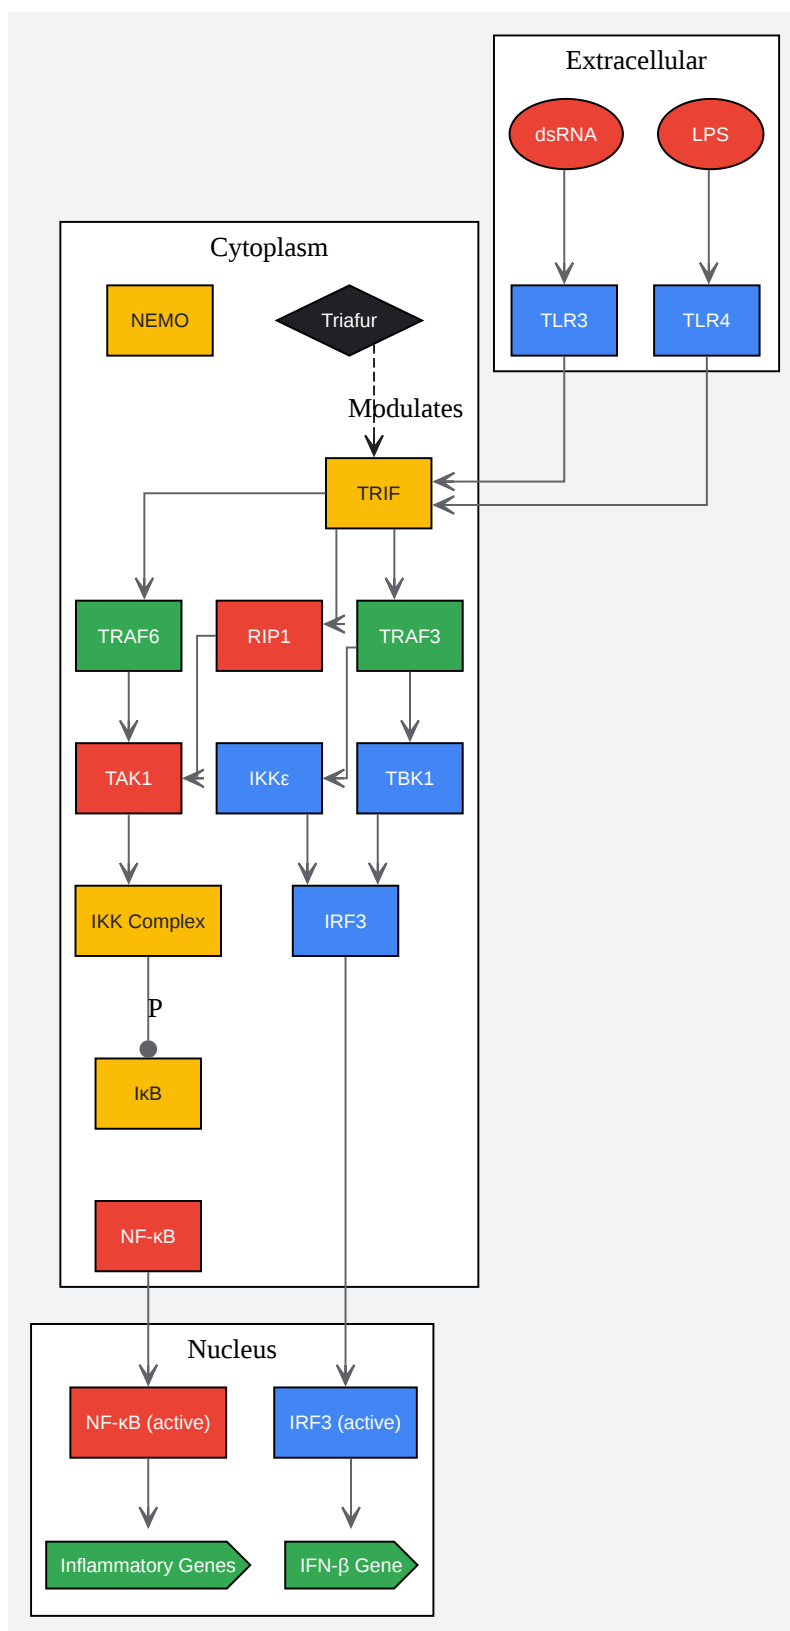 Extracellular
dsRNA
LPS
Cytoplasm
NEMO
Triafur
TLR3
TLR4
Modulates
TRIF
TRAF6
RIP1
TRAF3
TAK1
IKKε
TBK1
IKK Complex
IRF3
P
IκB
NF-κB
Nucleus
NF-κB (active)
IRF3 (active)
Inflammatory Genes
IFN-β Gene